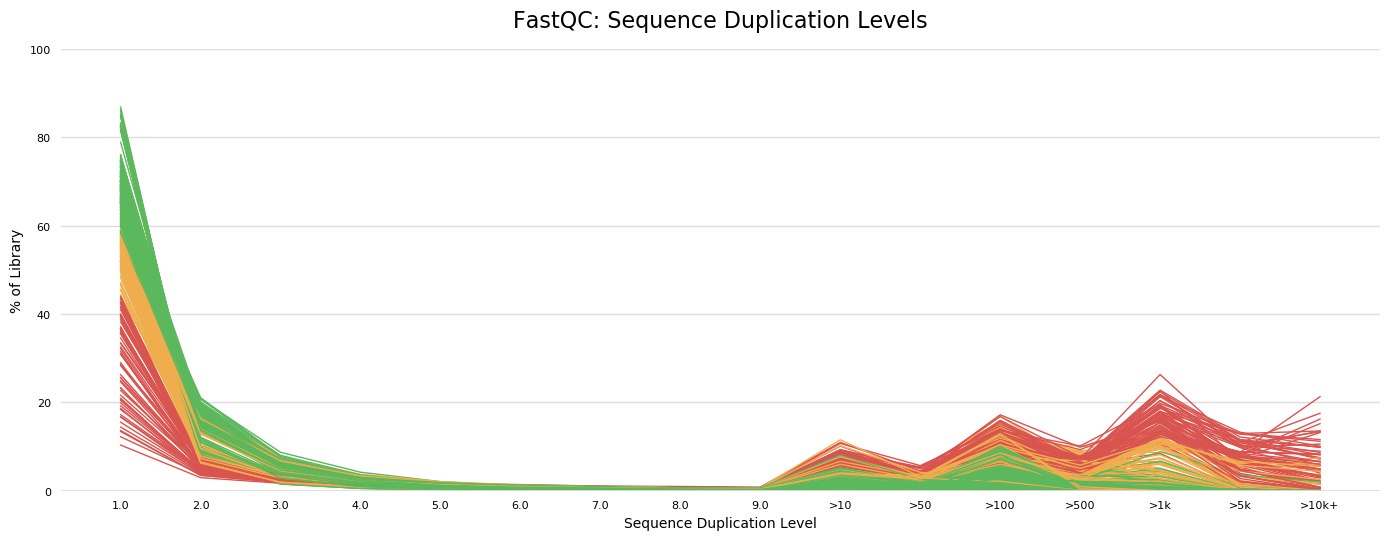 FastQC: Sequence Duplication Levels
% of Library
100
80
60
40
20
0
1.0 2.0 3.0 4.0 5.0 6.0 7.0 8.0 9.0 >10 >50 >100 >500 >1k >5k >10k+
Sequence Duplication Level